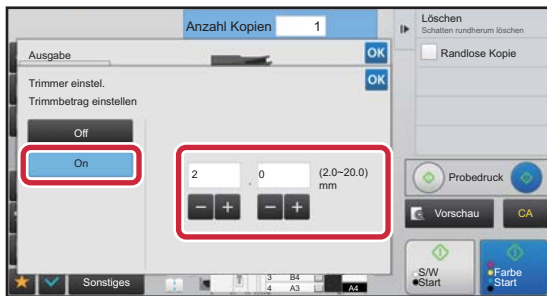 Anzahl Kopien 1
Löschen
Schatten rundherum löschen
Randlose Kopie
Ausgabe
OK
Trimmer einstel.
OK
Trimmbetrag einstellen
Off
On
2 . 0 (2.0~20.0)
mm
Probedruck
Vorschau
CA
Sonstiges
3 B4
4 A3
A4
S/W
Start
Farbe
Start